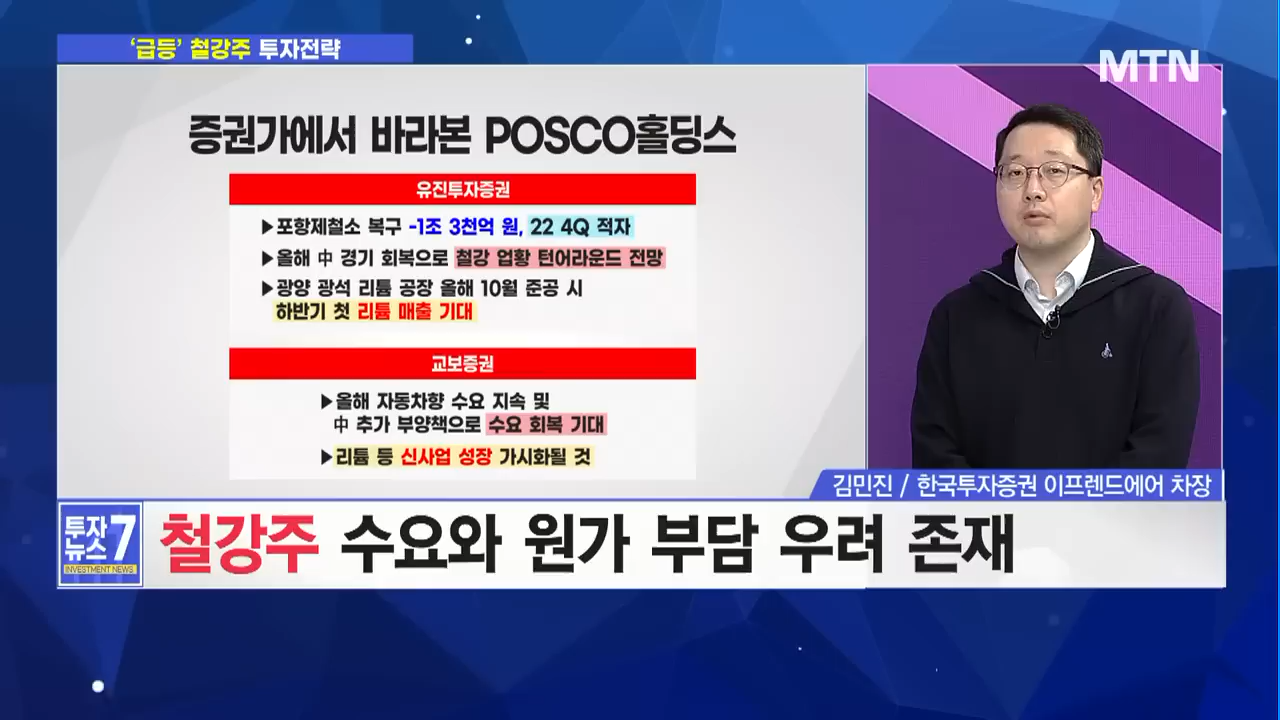 ‘급등’ 철강주 투자전략
MTN
증권가에서 바라본 POSCO홀딩스
유진투자증권
▶포항제철소 복구 -1조 3천억 원, 22 4Q 적자
▶올해 中 경기 회복으로 철강 업황 턴어라운드 전망
▶광양 광석 리튬 공장 올해 10월 준공 시
하반기 첫 리튬 매출 기대
교보증권
▶올해 자동차향 수요 지속 및
中 추가 부양책으로 수요 회복 기대
▶리튬 등 신사업 성장 가시화될 것
김민진 / 한국투자증권 이프렌드에어 차장
투자
뉴스 7
INVESTMENT NEWS
철강주 수요와 원가 부담 우려 존재